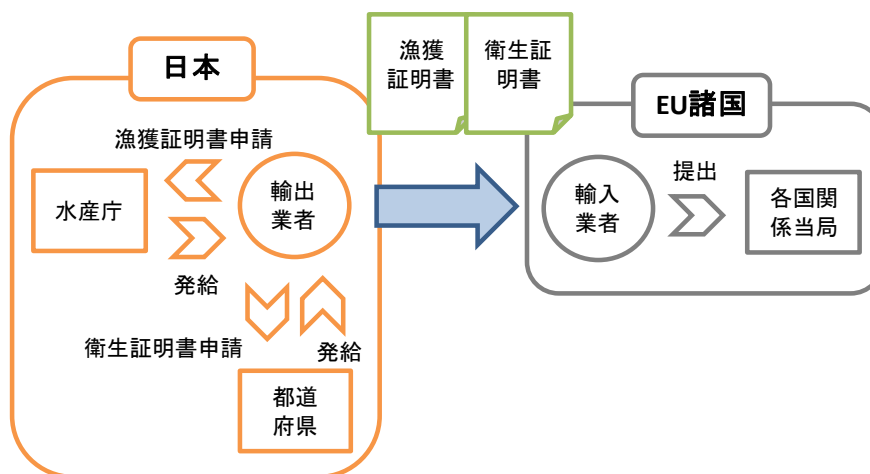 日本
漁獲
証明書
衛生証
明書
EU諸国
漁獲証明書申請
水産庁
輸出
業者
発給
衛生証明書申請
発給
都道
府県
輸入
業者
提出
各国関
係当局